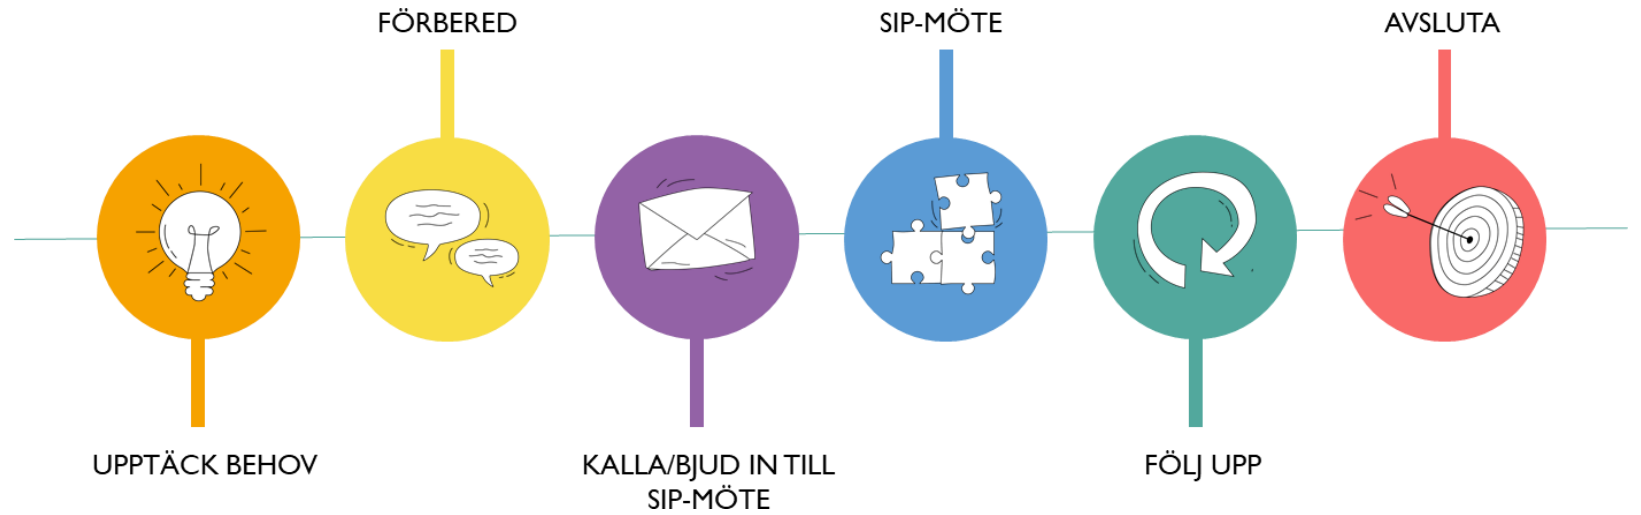 FÖRBERED
SIP-MÖTE
AVSLUTA
UPPTÄCK BEHOV
KALLA/BJUD IN TILL
SIP-MÖTE
FÖLJ UPP